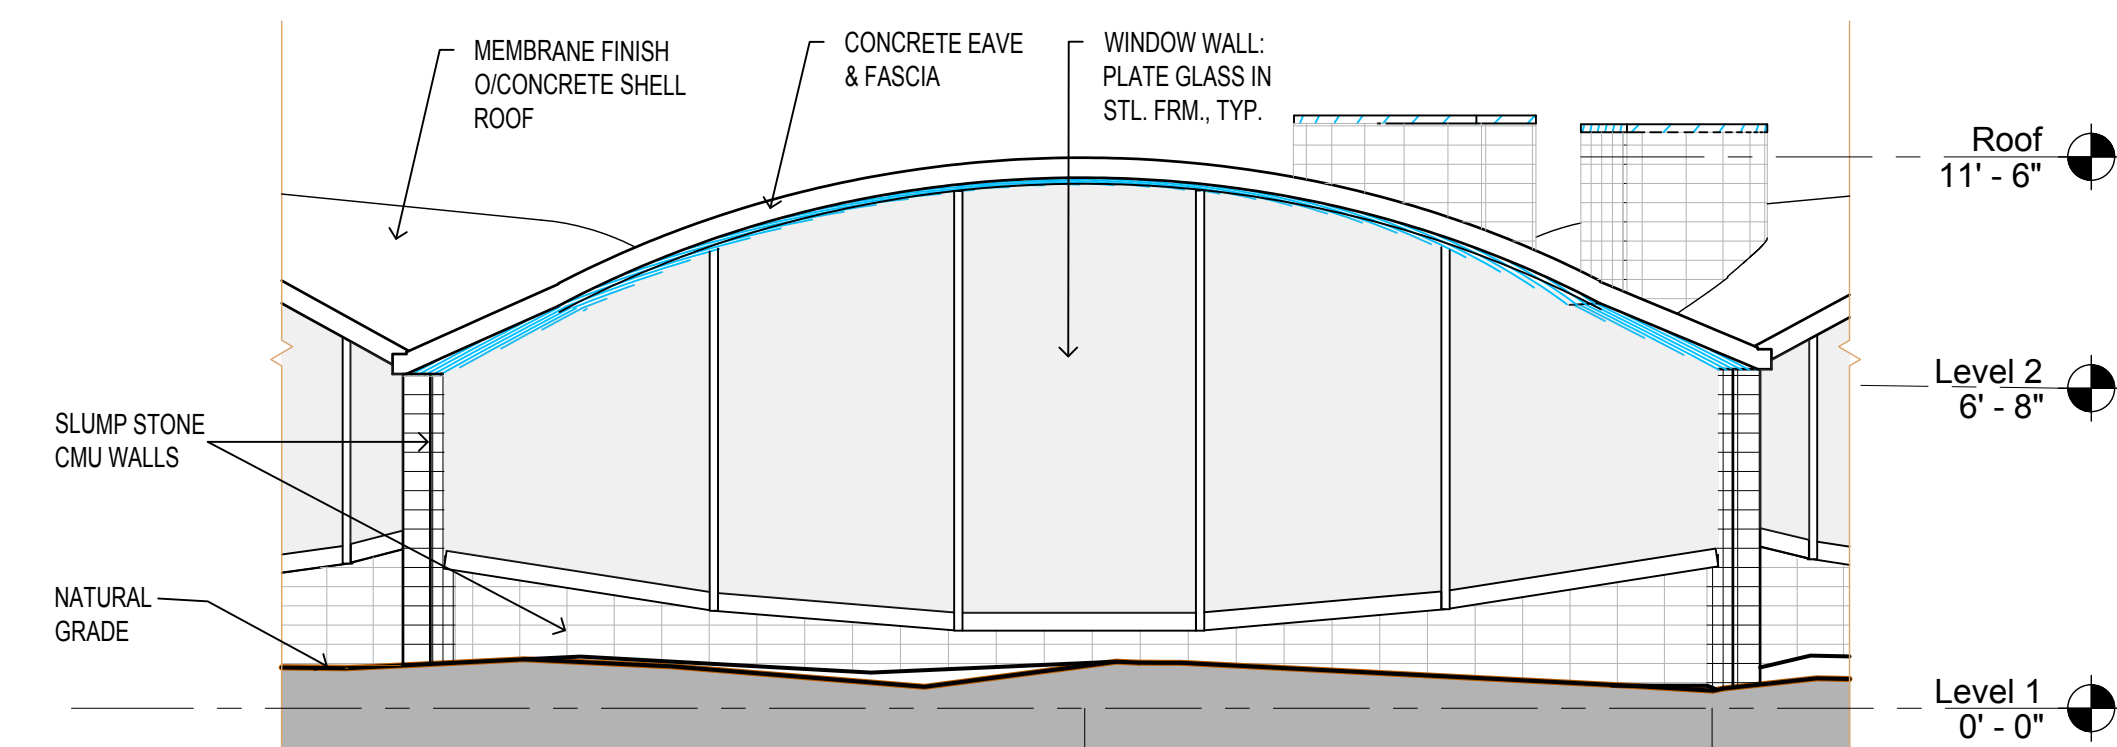 MEMBRANE FINISH
O/CONCRETE SHELL
ROOF
CONCRETE EAVE
& FASCIA
WINDOW WALL:
PLATE GLASS IN
STL. FRM., TYP.
Roof
11' - 6"
Level 2
6' - 8"
SLUMP STONE
CMU WALLS
NATURAL
GRADE
Level 1
0' - 0"